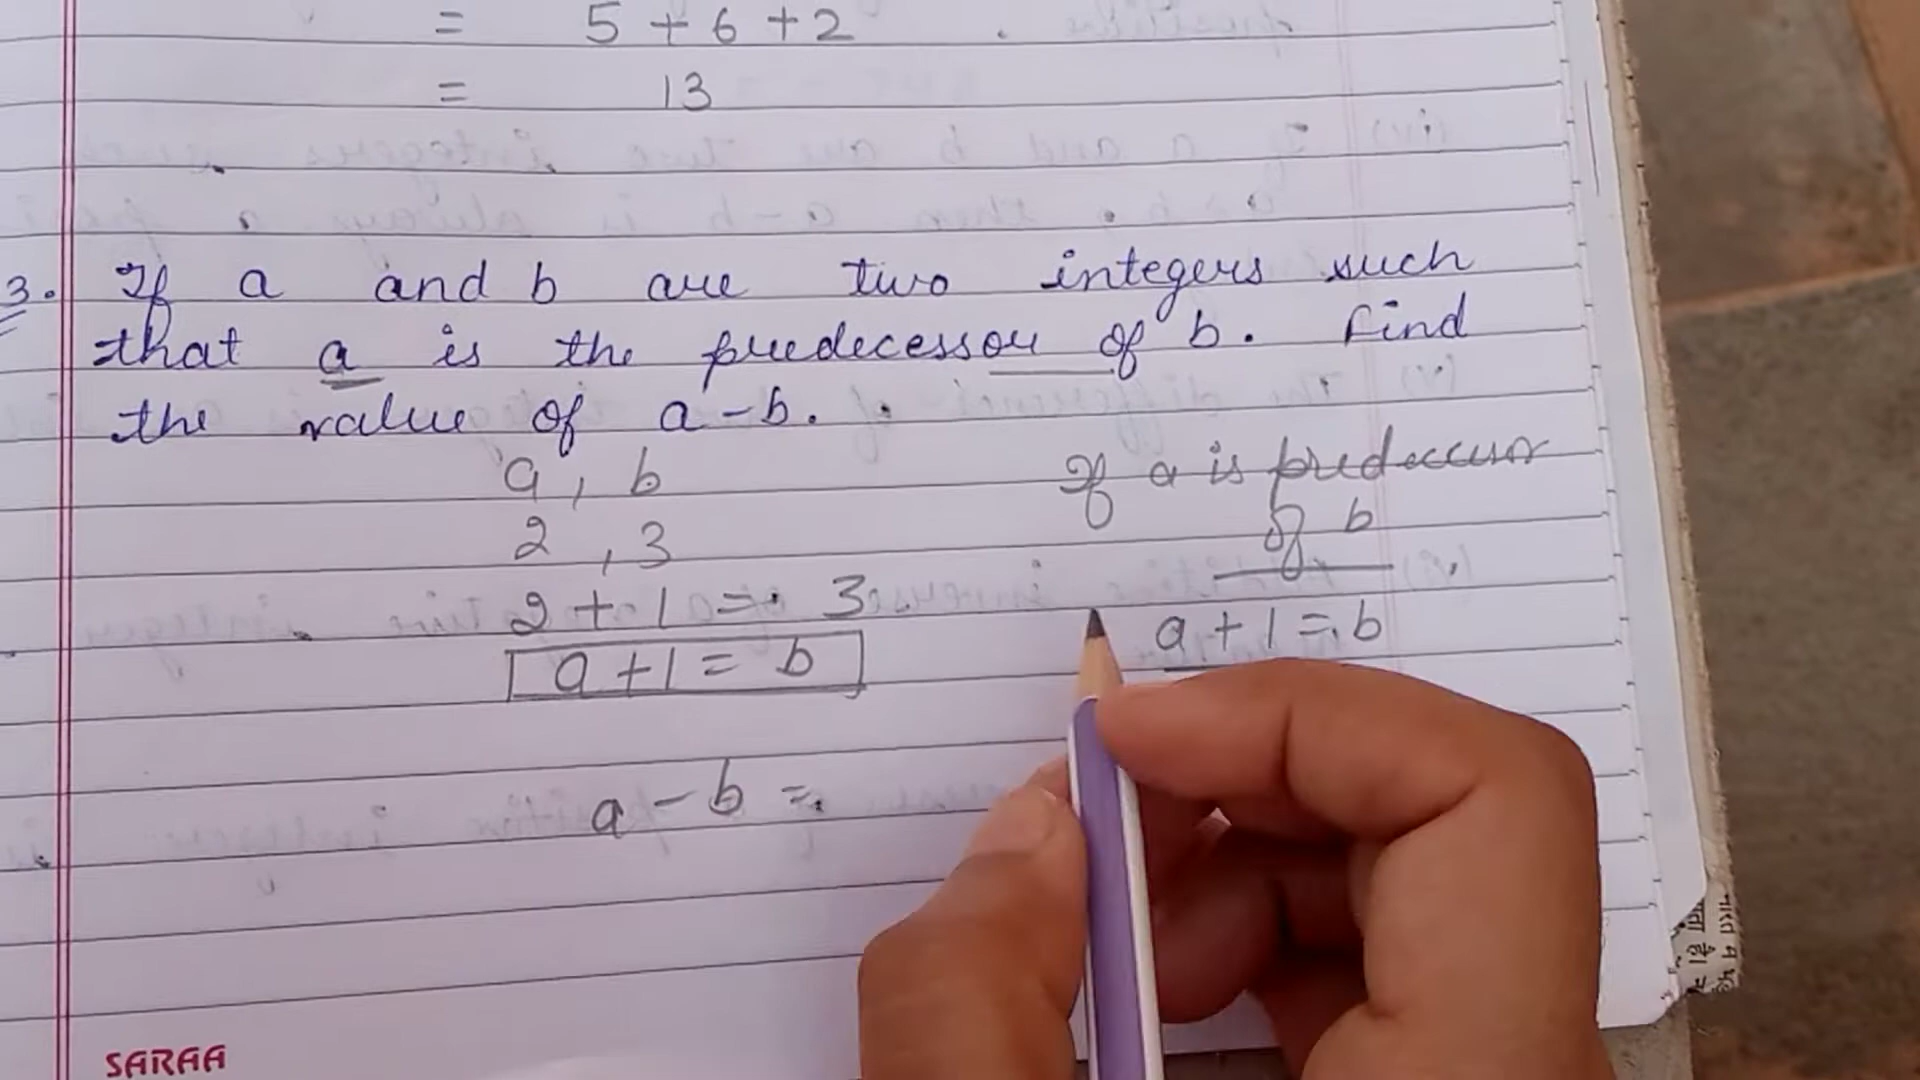 = 5 + 6 + 2
= 13
3. If a and b are two integers such
that a is the predecessor of b. Find
the value of a - b.
a, b
2, 3
2 + 1 = 3
a + 1 = b
If a is predecessor
of b
a + 1 = b
a - b =
SARAA